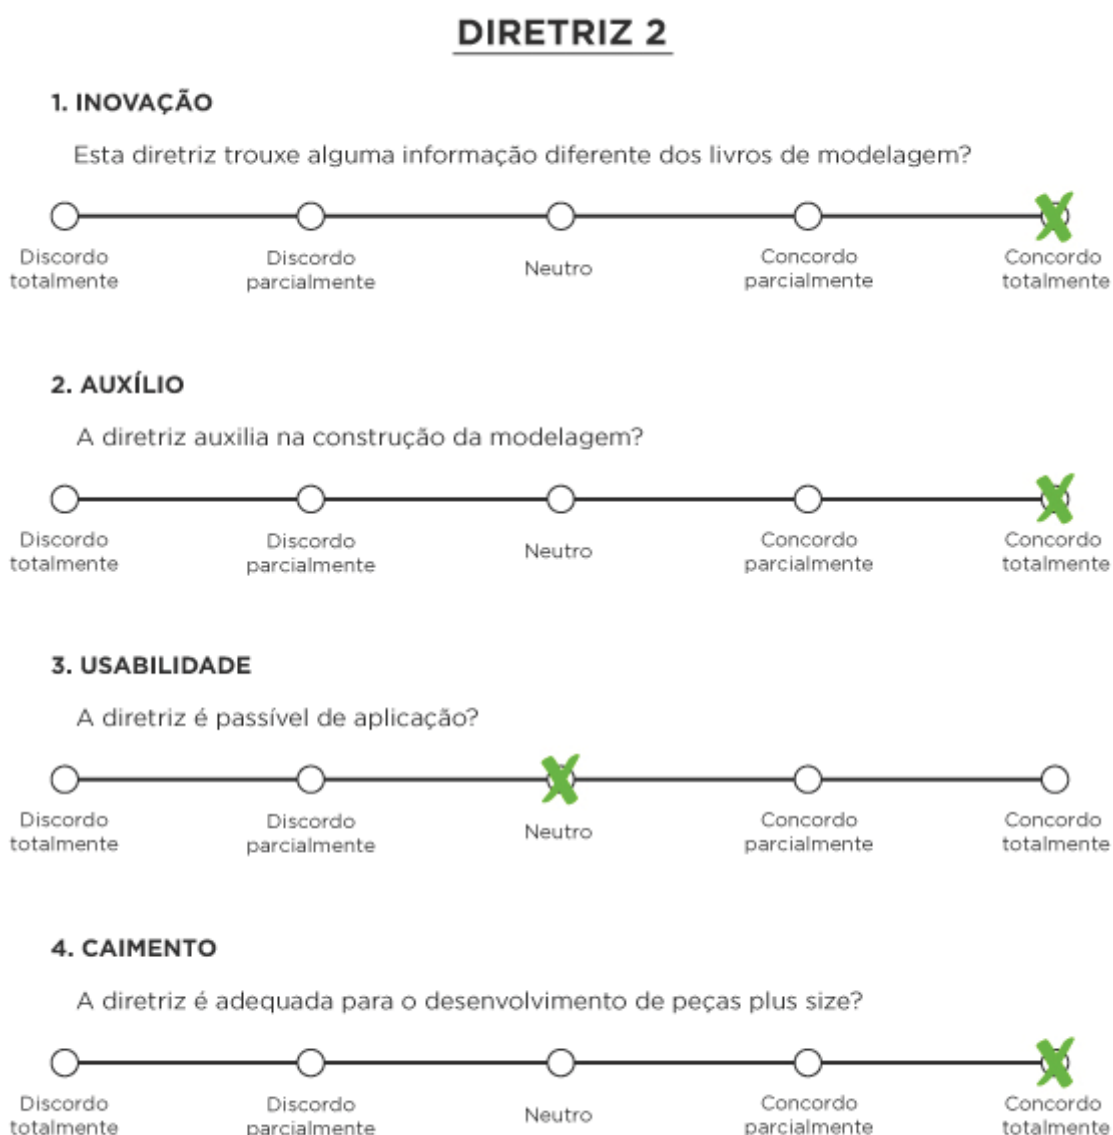 DIRETRIZ 2
1. INOVAÇÃO
Esta diretriz trouxe alguma informação diferente dos livros de modelagem?
Discordo Discordo Neutro Concordo Concordo
totalmente parcialmente parcialmente totalmente
2. AUXÍLIO
A diretriz auxilia na construção da modelagem?
Discordo Discordo Neutro Concordo Concordo
totalmente parcialmente parcialmente totalmente
3. USABILIDADE
A diretriz é passível de aplicação?
Discordo Discordo Neutro Concordo Concordo
totalmente parcialmente parcialmente totalmente
4. CAIMENTO
A diretriz é adequada para o desenvolvimento de peças plus size?
Discordo Discordo Neutro Concordo Concordo
totalmente parcialmente parcialmente totalmente